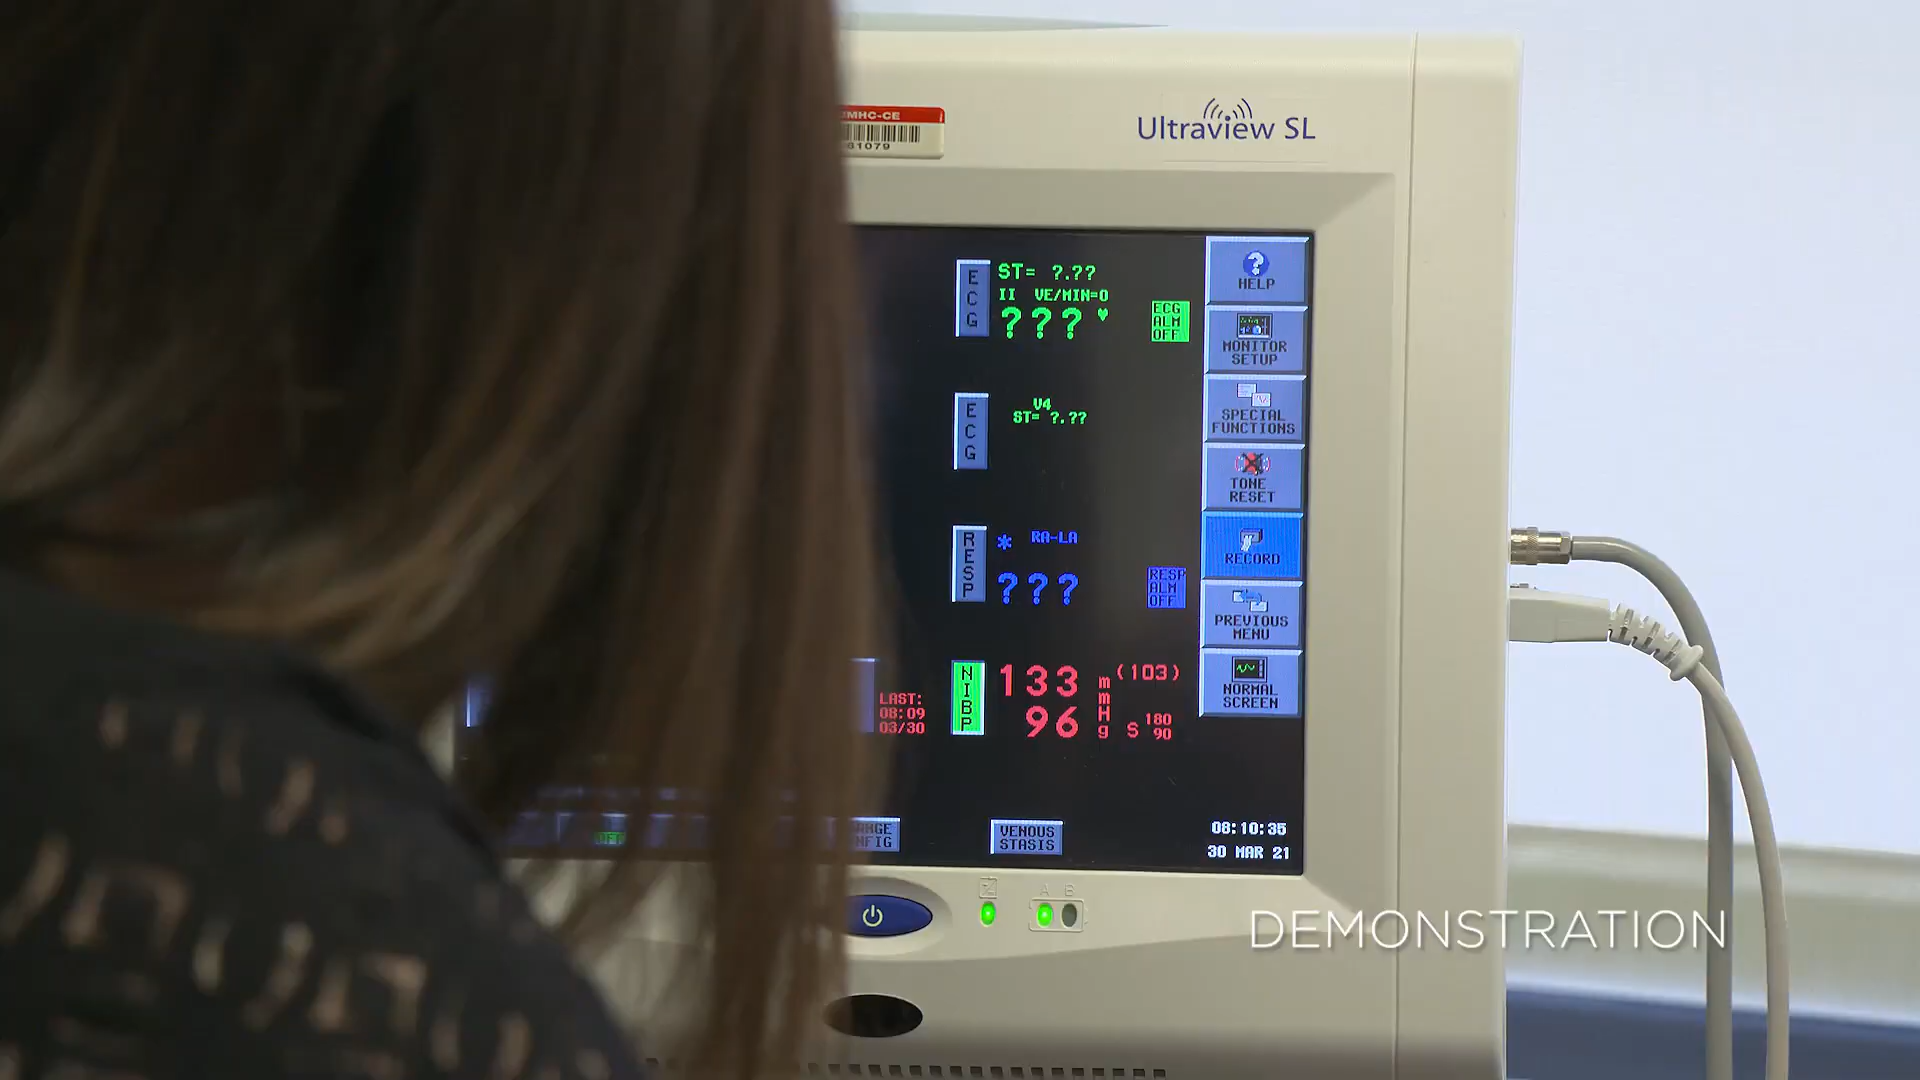 MHC-CE
61079
Ultraview SL
ECG
ST= ?.??
II VE/MIN=0
???
ECG
ALM
OFF
ECG
V4
ST= ?.??
RESP
* RA-LA
???
RESP
ALM
OFF
LAST:
08:09
03/30
NIBP
133
96
mmHg
(103)
S 180
90
HELP
MONITOR
SETUP
SPECIAL
FUNCTIONS
TONE
RESET
RECORD
PREVIOUS
MENU
NORMAL
SCREEN
OFF
VENOUS
STASIS
08:10:35
30 MAR 21
A B
DEMONSTRATION